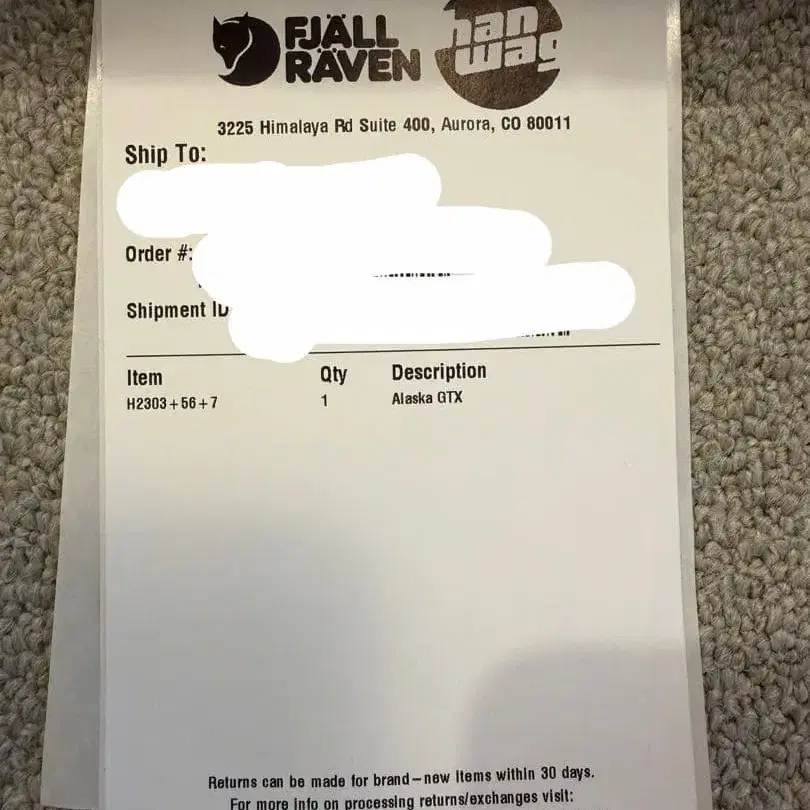 FJÄLL
RÄVEN
han
wag
3225 Himalaya Rd Suite 400, Aurora, CO 80011
Ship To:
Order #:
Shipment ID
Item Qty Description
H2303+56+7 1 Alaska GTX
Returns can be made for brand-new items within 30 days.
For more info on processing returns/exchanges visit: